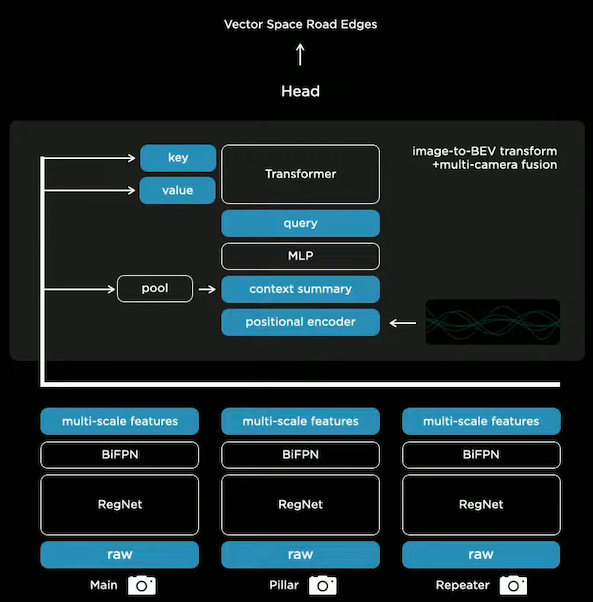 Vector Space Road Edges
Head
image-to-BEV transform
+multi-camera fusion
key
value
Transformer
query
MLP
pool
context summary
positional encoder
multi-scale features
multi-scale features
multi-scale features
BiFPN
BiFPN
BiFPN
RegNet
RegNet
RegNet
raw
raw
raw
Main
Pillar
Repeater